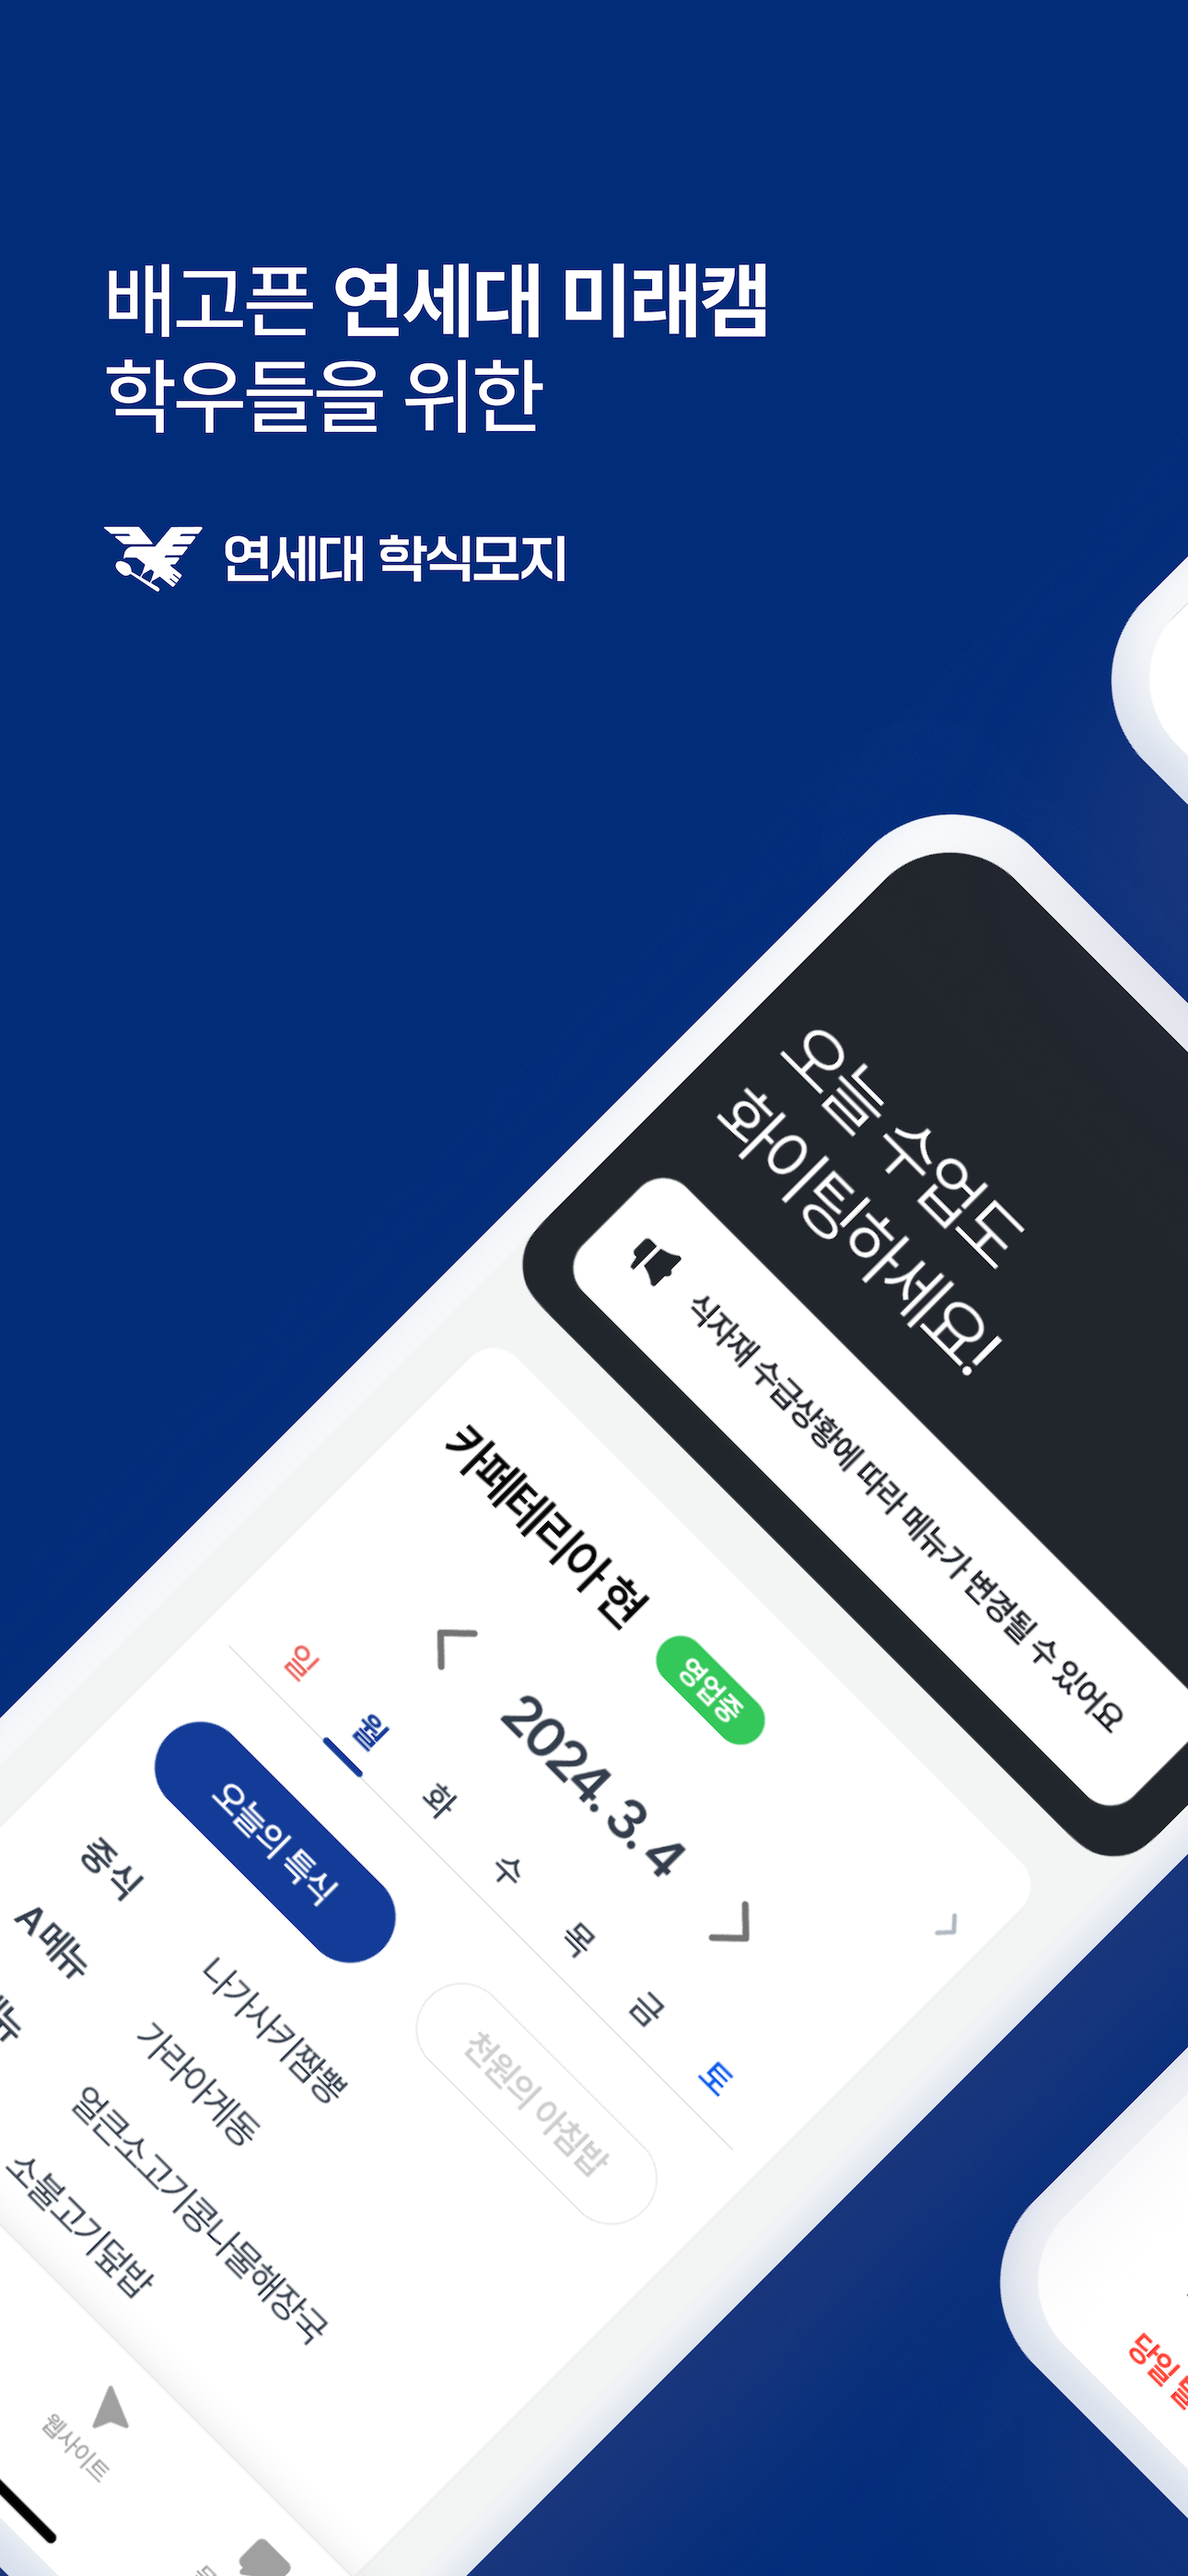 배고픈 연세대 미래캠
학우들을 위한
연세대 학식모지
오늘 수업도
화이팅하세요!
식자재 수급상황에 따라 메뉴가 변경될 수 있어요
카페테리아 현 영업중
2024. 3. 4
일 월 화 수 목 금 토
오늘의 특식 천원의 아침밥
중식
A 메뉴 나가사키짬뽕
가라아게동
얼큰소고기콩나물해장국
소불고기덮밥
웹사이트
당일